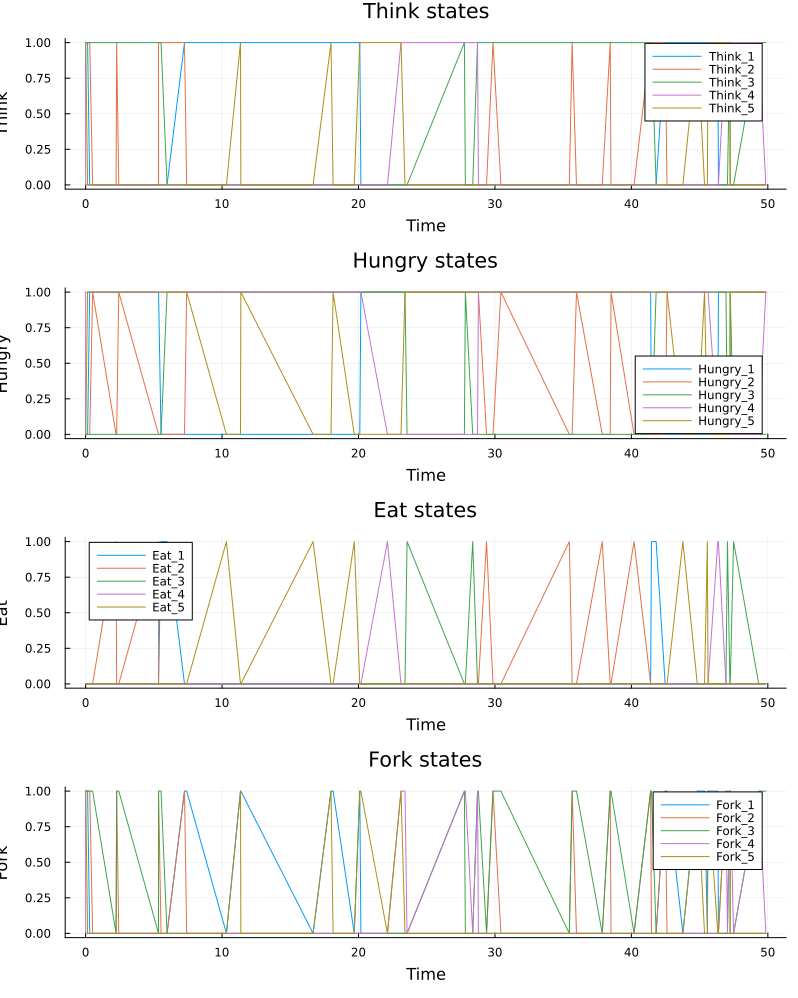 Think states
1.00
0.75
0.50
0.25
0.00
Think
0 10 20 30 40 50
Time
Think_1
Think_2
Think_3
Think_4
Think_5
Hungry states
1.00
0.75
0.50
0.25
0.00
Hungry
0 10 20 30 40 50
Time
Hungry_1
Hungry_2
Hungry_3
Hungry_4
Hungry_5
Eat states
1.00
0.75
0.50
0.25
0.00
Eat
0 10 20 30 40 50
Time
Eat_1
Eat_2
Eat_3
Eat_4
Eat_5
Fork states
1.00
0.75
0.50
0.25
0.00
Fork
0 10 20 30 40 50
Time
Fork_1
Fork_2
Fork_3
Fork_4
Fork_5